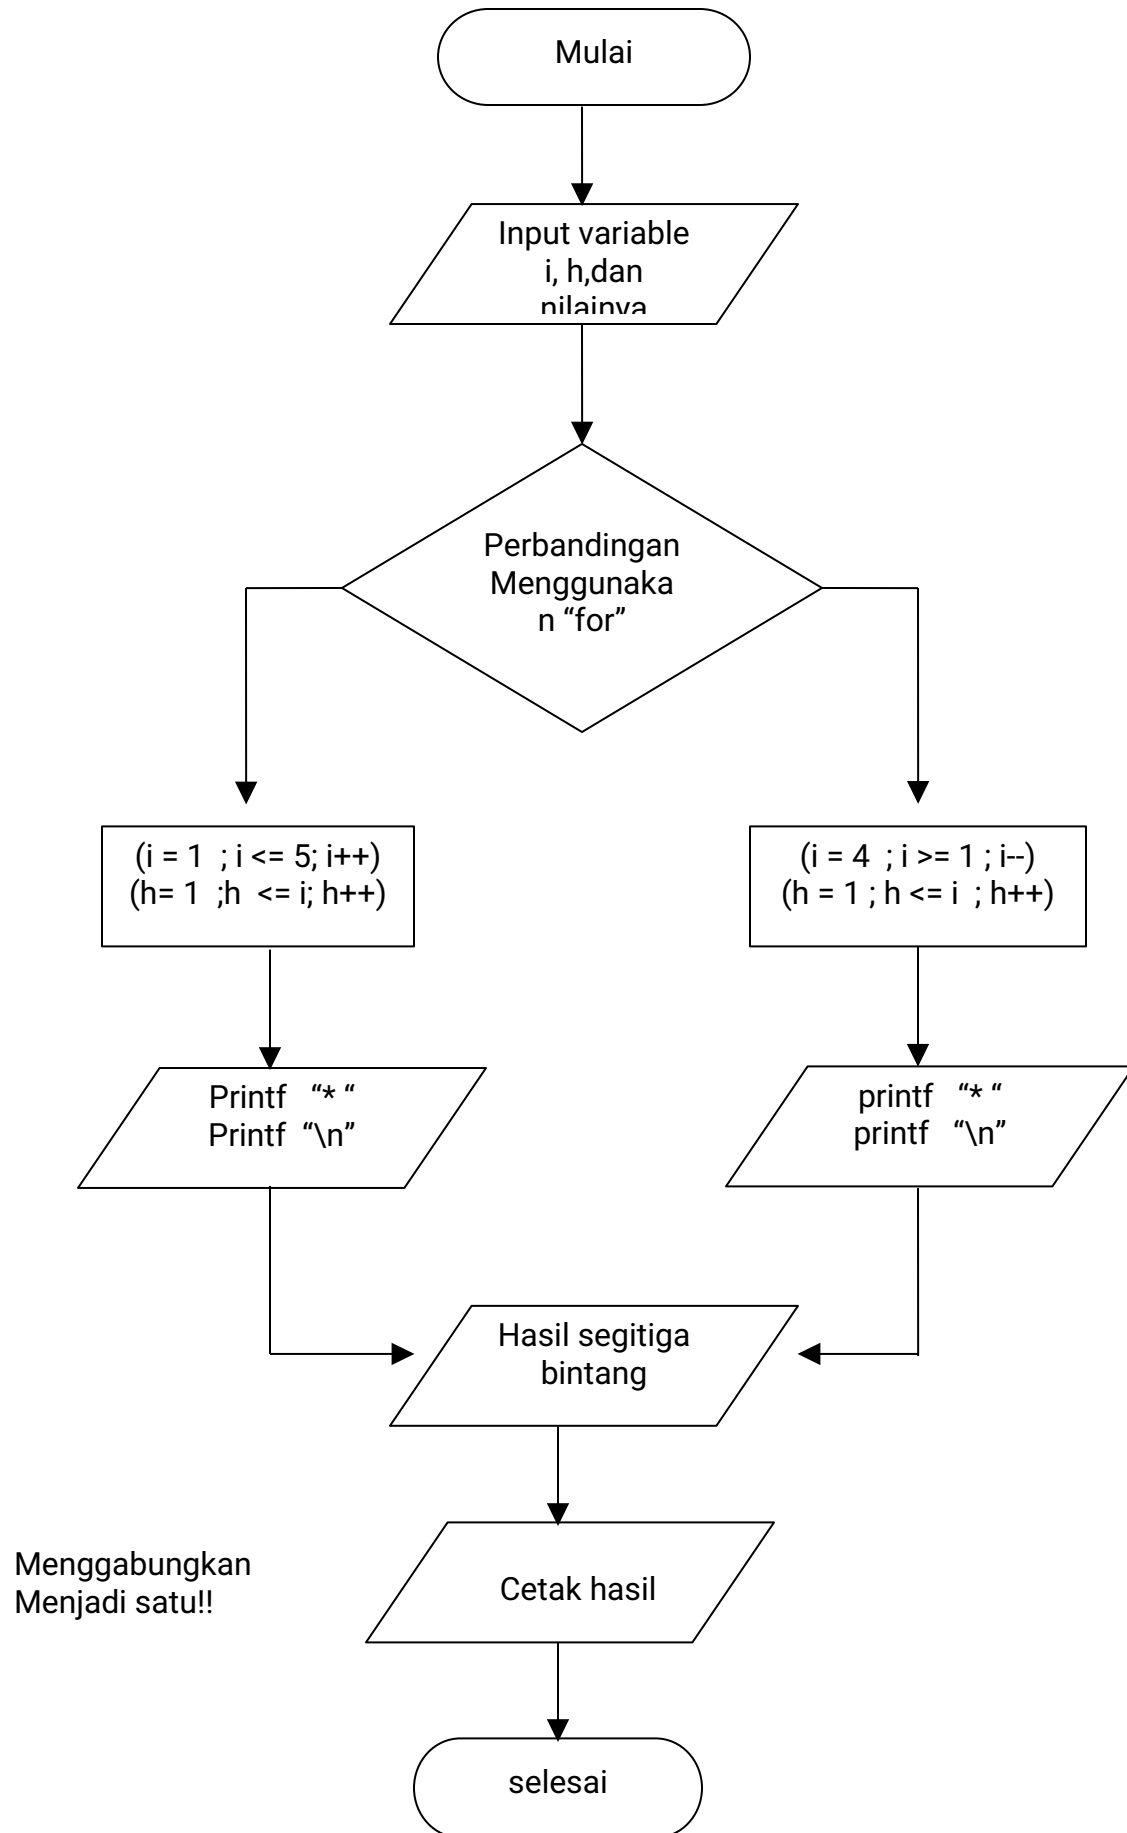 Mulai
Input variable
i, h,dan
nilainya
Perbandingan
Menggunaka
n “for”
(i = 1 ; i <= 5; i++)
(h= 1 ;h <= i; h++)
(i = 4 ; i >= 1 ; i--)
(h = 1 ; h <= i ; h++)
Printf “* “
Printf “\n”
printf “* “
printf “\n”
Hasil segitiga
bintang
Menggabungkan
Menjadi satu!!
Cetak hasil
selesai